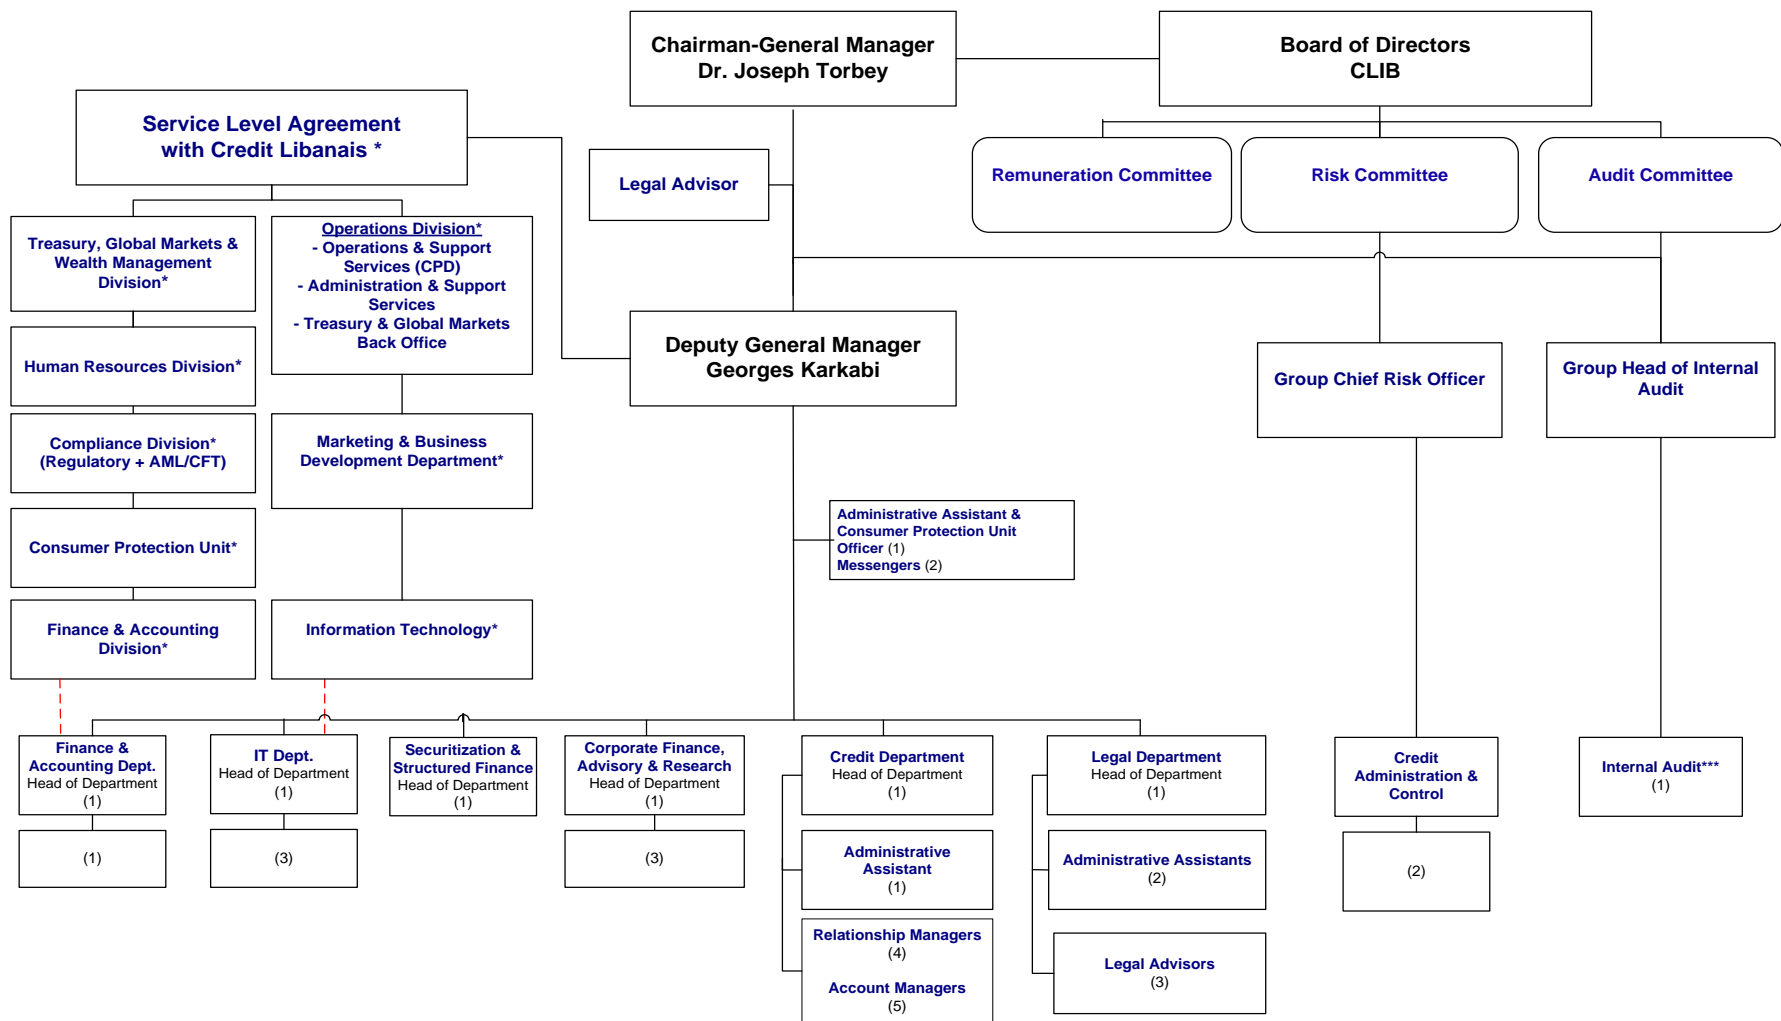 Chairman-General Manager
Dr. Joseph Torbey
Board of Directors
CLIB
Service Level Agreement
with Credit Libanais *
Legal Advisor
Remuneration Committee
Risk Committee
Audit Committee
Treasury, Global Markets &
Wealth Management
Division*
Operations Division*
- Operations & Support
Services (CPD)
- Administration & Support
Services
- Treasury & Global Markets
Back Office
Human Resources Division*
Deputy General Manager
Georges Karkabi
Group Chief Risk Officer
Group Head of Internal
Audit
Compliance Division*
(Regulatory + AML/CFT)
Marketing & Business
Development Department*
Consumer Protection Unit*
Administrative Assistant &
Consumer Protection Unit
Officer (1)
Messengers (2)
Finance & Accounting
Division*
Information Technology*
Finance &
Accounting Dept.
Head of Department
(1)
IT Dept.
Head of Department
(1)
Securitization &
Structured Finance
Head of Department
(1)
Corporate Finance,
Advisory & Research
Head of Department
(1)
Credit Department
Head of Department
(1)
Legal Department
Head of Department
(1)
Credit
Administration &
Control
Internal Audit***
(1)
(1)
(3)
(3)
Administrative
Assistant
(1)
Administrative Assistants
(2)
(2)
Relationship Managers
(4)
Account Managers
(5)
Legal Advisors
(3)